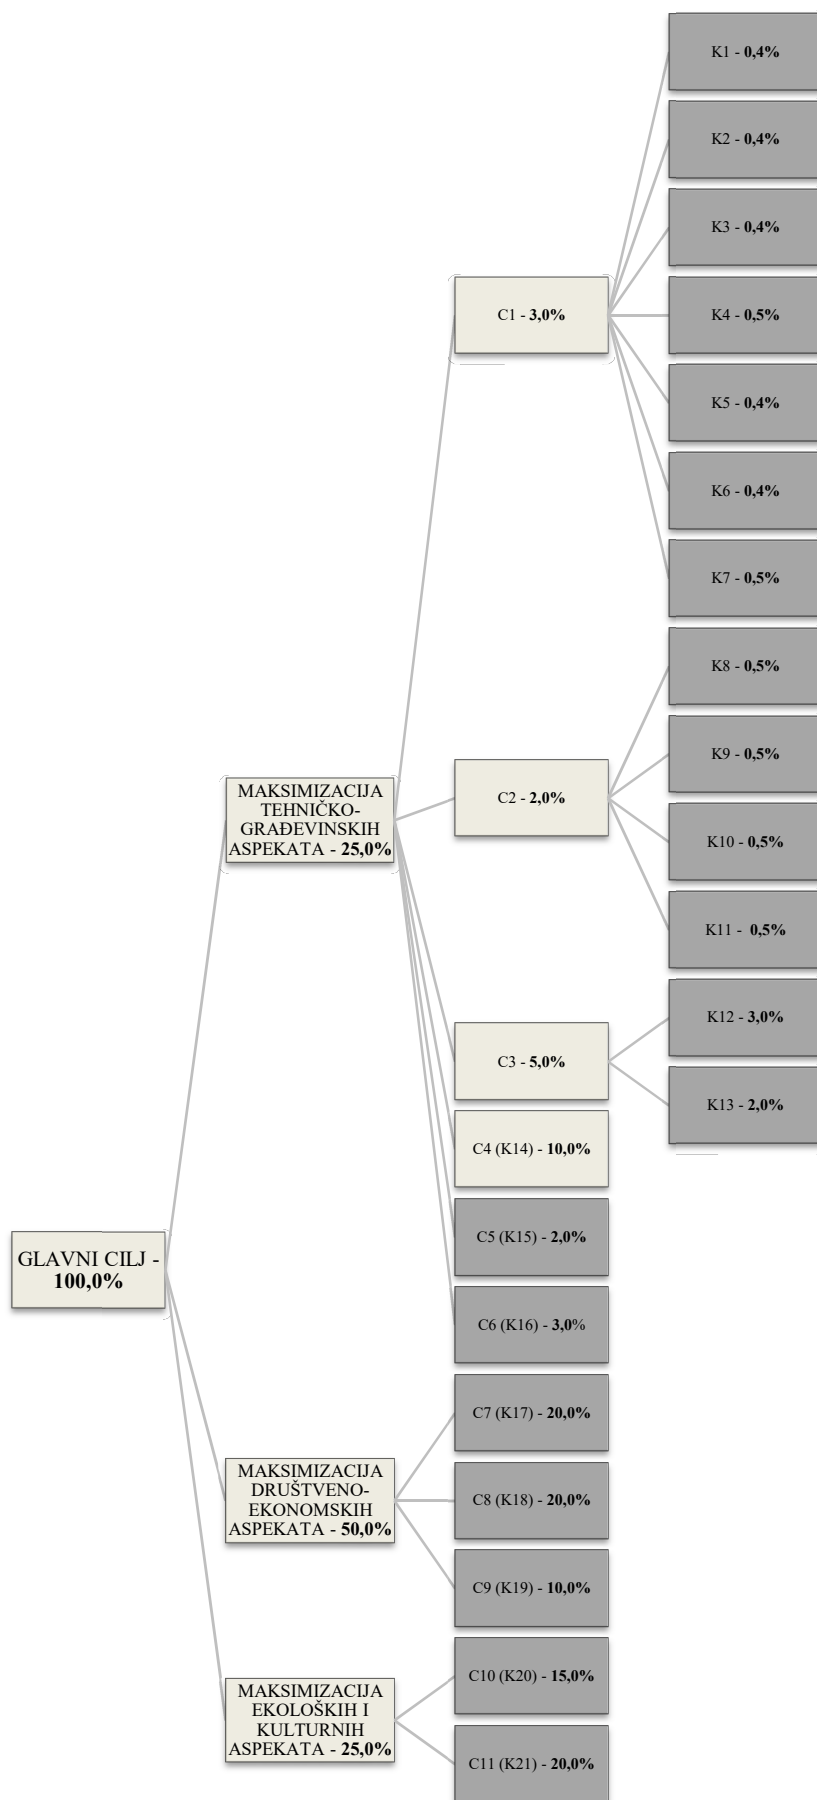 K1 - 0,4%
K2 - 0,4%
K3 - 0,4%
C1 - 3,0%
K4 - 0,5%
K5 - 0,4%
K6 - 0,4%
K7 - 0,5%
K8 - 0,5%
K9 - 0,5%
MAKSIMIZACIJA
TEHNIČKO-
GRAĐEVINSKIH
ASPEKATA - 25,0%
C2 - 2,0%
K10 - 0,5%
K11 - 0,5%
K12 - 3,0%
C3 - 5,0%
K13 - 2,0%
C4 (K14) - 10,0%
C5 (K15) - 2,0%
GLAVNI CILJ -
100,0%
C6 (K16) - 3,0%
C7 (K17) - 20,0%
MAKSIMIZACIJA
DRUŠTVENO-
EKONOMSKIH
ASPEKATA - 50,0%
C8 (K18) - 20,0%
C9 (K19) - 10,0%
C10 (K20) - 15,0%
MAKSIMIZACIJA
EKOLOŠKIH I
KULTURNIH
ASPEKATA - 25,0%
C11 (K21) - 20,0%